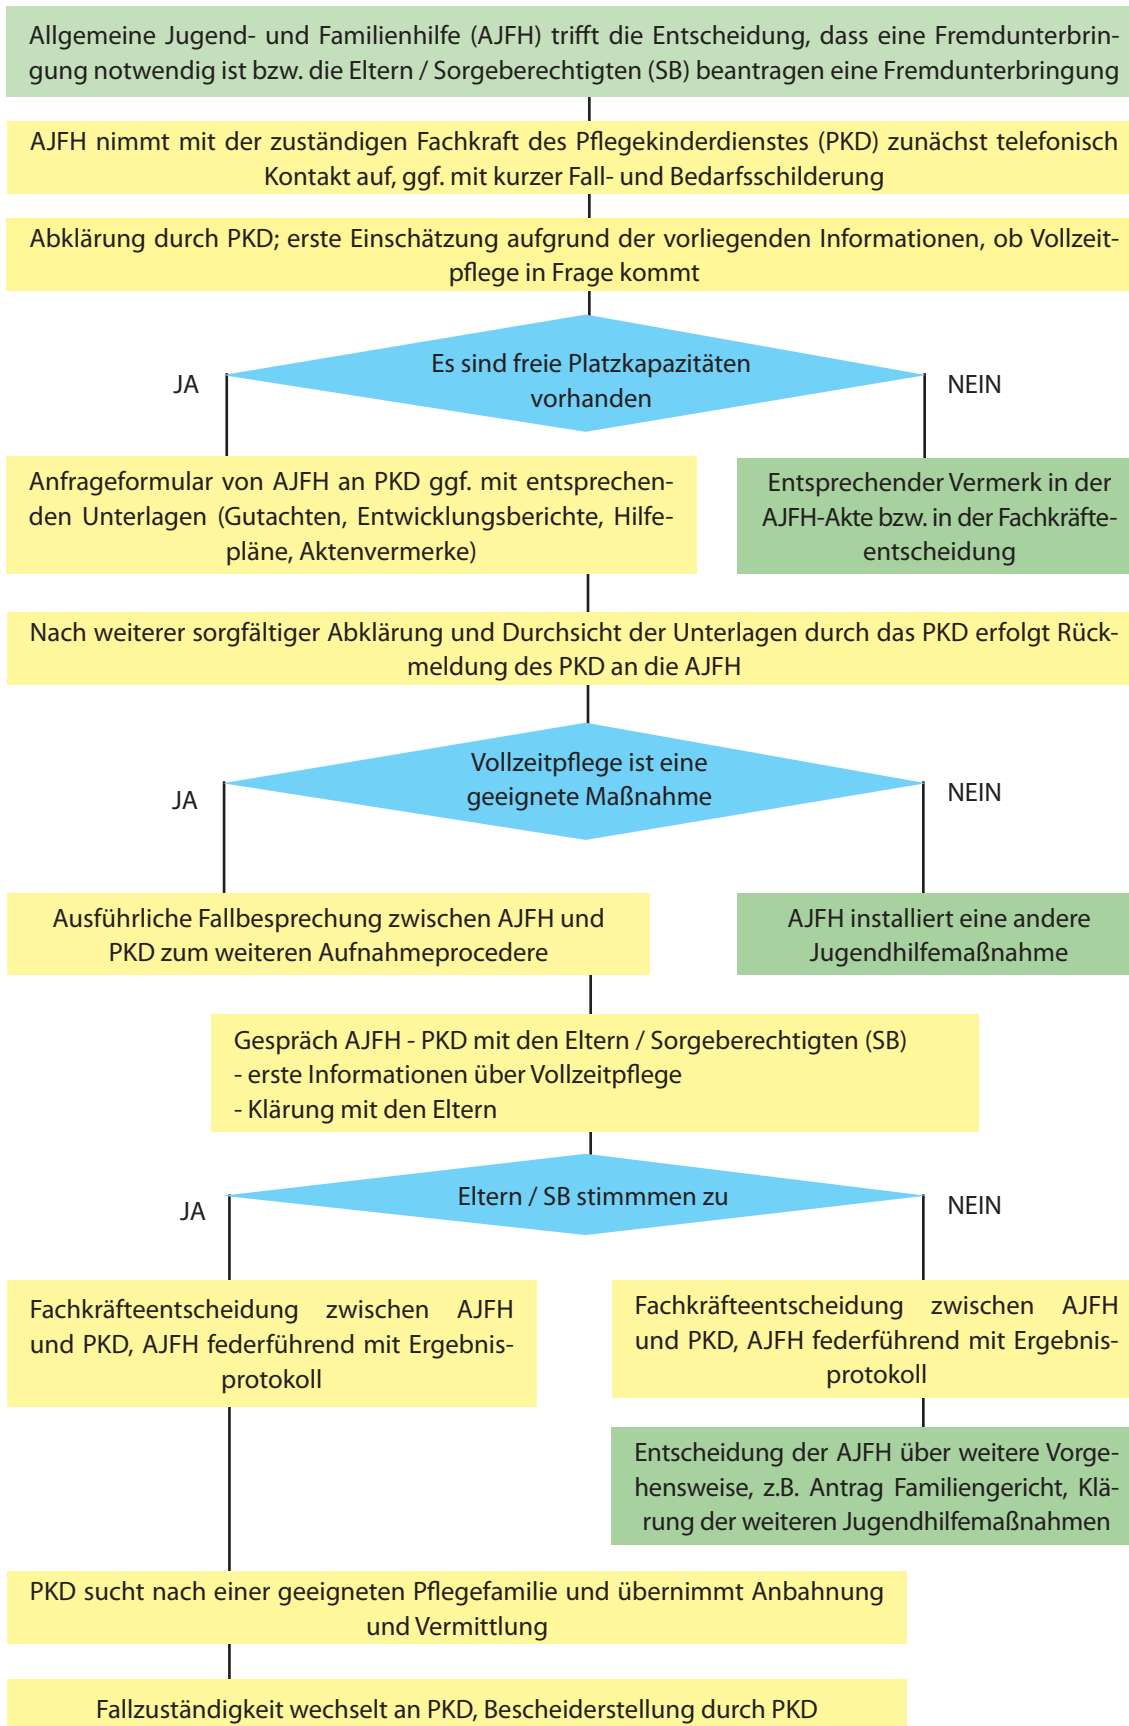 Allgemeine Jugend- und Familienhilfe (AJFH) trifft die Entscheidung, dass eine Fremdunterbrin-
gung notwendig ist bzw. die Eltern / Sorgeberechtigten (SB) beantragen eine Fremdunterbringung
AJFH nimmt mit der zuständigen Fachkraft des Pflegekinderdienstes (PKD) zunächst telefonisch
Kontakt auf, ggf. mit kurzer Fall- und Bedarfsschilderung
Abklärung durch PKD; erste Einschätzung aufgrund der vorliegenden Informationen, ob Vollzeit-
pflege in Frage kommt
Es sind freie Platzkapazitäten
vorhanden
JA
NEIN
Anfrageformular von AJFH an PKD ggf. mit entsprechen-
den Unterlagen (Gutachten, Entwicklungsberichte, Hilfe-
pläne, Aktenvermerke)
Entsprechender Vermerk in der
AJFH-Akte bzw. in der Fachkräfte-
entscheidung
Nach weiterer sorgfältiger Abklärung und Durchsicht der Unterlagen durch das PKD erfolgt Rück-
meldung des PKD an die AJFH
Vollzeitpflege ist eine
geeignete Maßnahme
JA
NEIN
Ausführliche Fallbesprechung zwischen AJFH und
PKD zum weiteren Aufnahmeprocedere
AJFH installiert eine andere
Jugendhilfemaßnahme
Gespräch AJFH - PKD mit den Eltern / Sorgeberechtigten (SB)
- erste Informationen über Vollzeitpflege
- Klärung mit den Eltern
Eltern / SB stimmmen zu
JA
NEIN
Fachkräfteentscheidung zwischen AJFH
und PKD, AJFH federführend mit Ergebnis-
protokoll
Fachkräfteentscheidung zwischen AJFH
und PKD, AJFH federführend mit Ergebnis-
protokoll
Entscheidung der AJFH über weitere Vorge-
hensweise, z.B. Antrag Familiengericht, Klä-
rung der weiteren Jugendhilfemaßnahmen
PKD sucht nach einer geeigneten Pflegefamilie und übernimmt Anbahnung
und Vermittlung
Fallzuständigkeit wechselt an PKD, Bescheiderstellung durch PKD